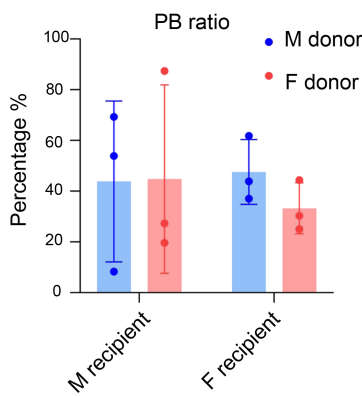 PB ratio
M donor
F donor
Percentage %
100
80
60
40
20
0
M recipient
F recipient